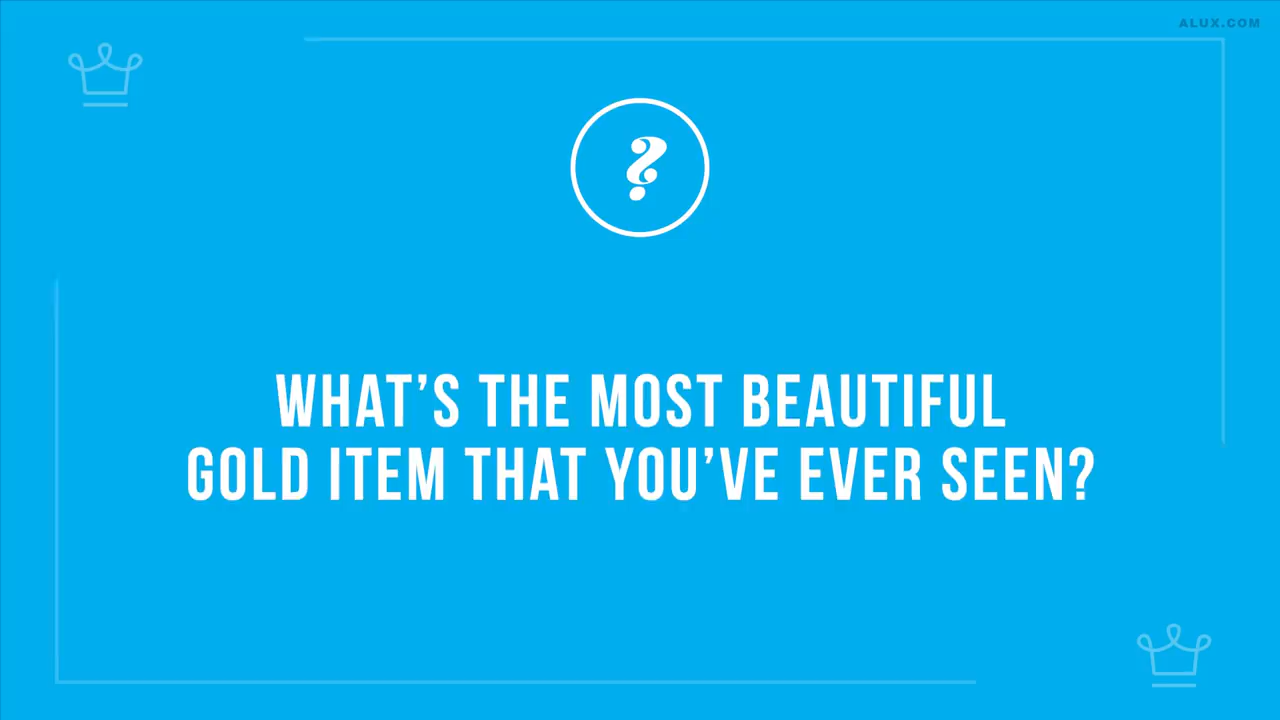 ALUX.COM
?
WHAT'S THE MOST BEAUTIFUL
GOLD ITEM THAT YOU'VE EVER SEEN?